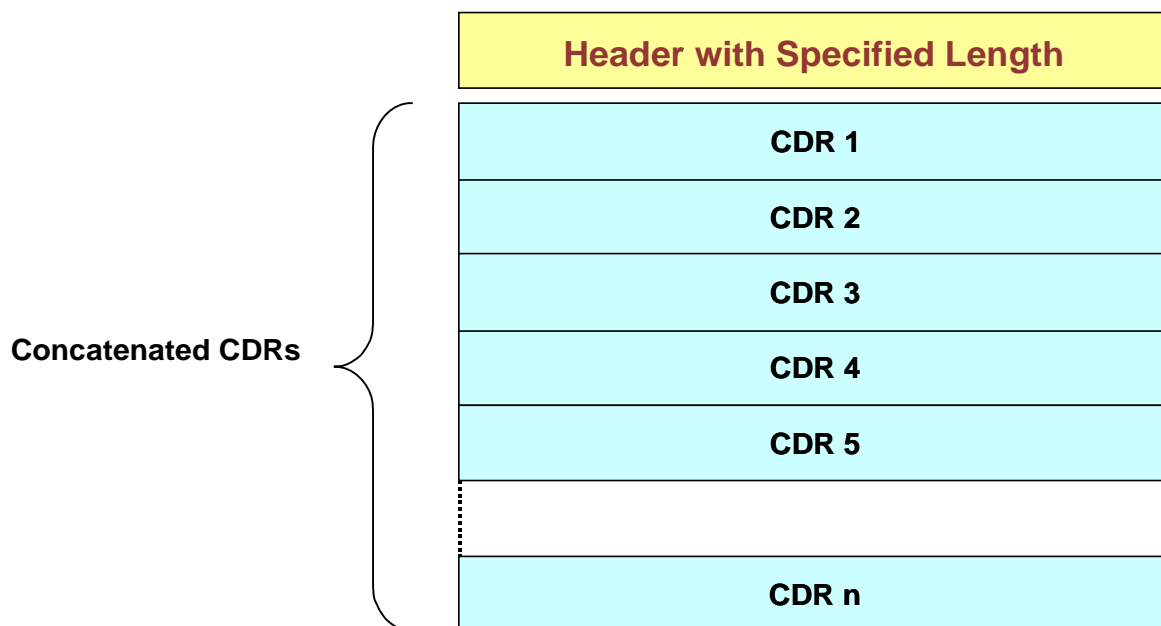 Header with Specified Length
CDR 1
CDR 2
CDR 3
Concatenated CDRs
CDR 4
CDR 5
CDR n